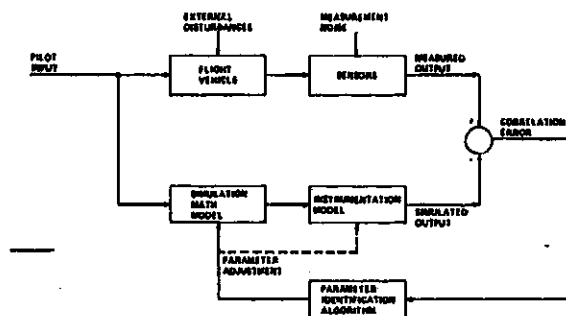 EXTERNAL
DISTURBANCES
MEASUREMENT
NOISE
PILOT
INPUT
FLIGHT
VEHICLE
SENSORS
MEASURED
OUTPUT
CORRELATION
ERROR
SIMULATION
MATH
MODEL
INSTRUMENTATION
MODEL
SIMULATED
OUTPUT
PARAMETER
ADJUSTMENT
PARAMETER
IDENTIFICATION
ALGORITHM